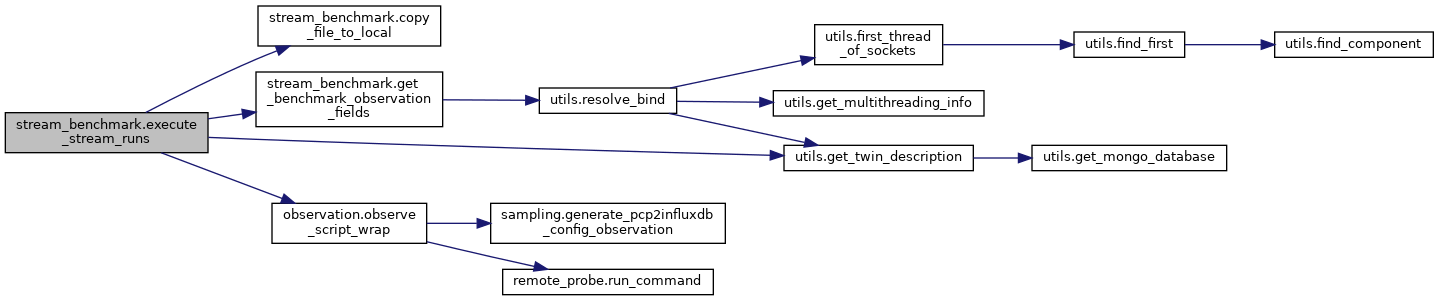 stream_benchmark.execute
_stream_runs
stream_benchmark.copy
_file_to_local
stream_benchmark.get
_benchmark_observation
_fields
utils.resolve_bind
utils.first_thread
_of_sockets
utils.find_first
utils.find_component
utils.get_multithreading_info
utils.get_twin_description
utils.get_mongo_database
observation.observe
_script_wrap
sampling.generate_pcp2influxdb
_config_observation
remote_probe.run_command